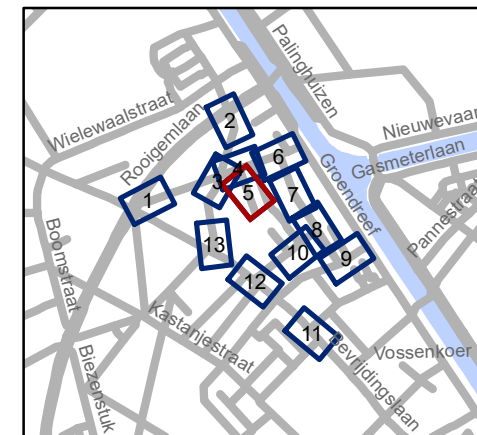 Palinghuizen
Wielewaalstraat
Rooigemlaan
Nieuwevaar
Gasmeterlaan
Groendreef
Pannestraat
Boomstraat
Kastanjestraat
Biezenstuk
Bevrijdingslaan
Vossenkoer
1
2
3
4
5
6
7
8
9
10
11
12
13